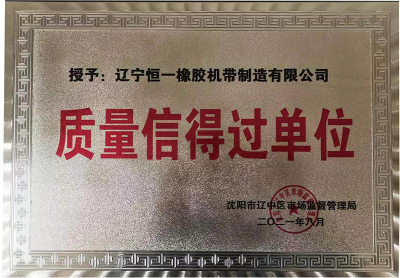 授予：辽宁恒一橡胶机带制造有限公司
质量信得过单位
沈阳市辽中区市场监督管理局
二〇二一年九月